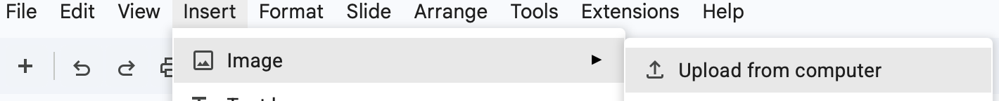 File Edit View Insert Format Slide Arrange Tools Extensions Help
Image
Upload from computer